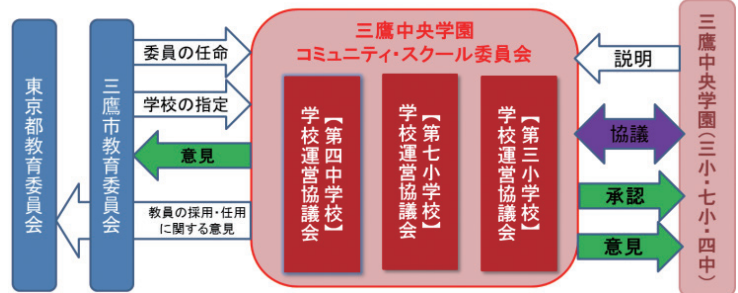 東京都教育委員会
三鷹市教育委員会
委員の任命
学校の指定
意見
教員の採用・任用
に関する意見
三鷹中央学園
コミュニティ・スクール委員会
【第四中学校】
学校運営協議会
【第七小学校】
学校運営協議会
【第三小学校】
学校運営協議会
説明
協議
承認
意見
三鷹中央学園(三小・七小・四中)